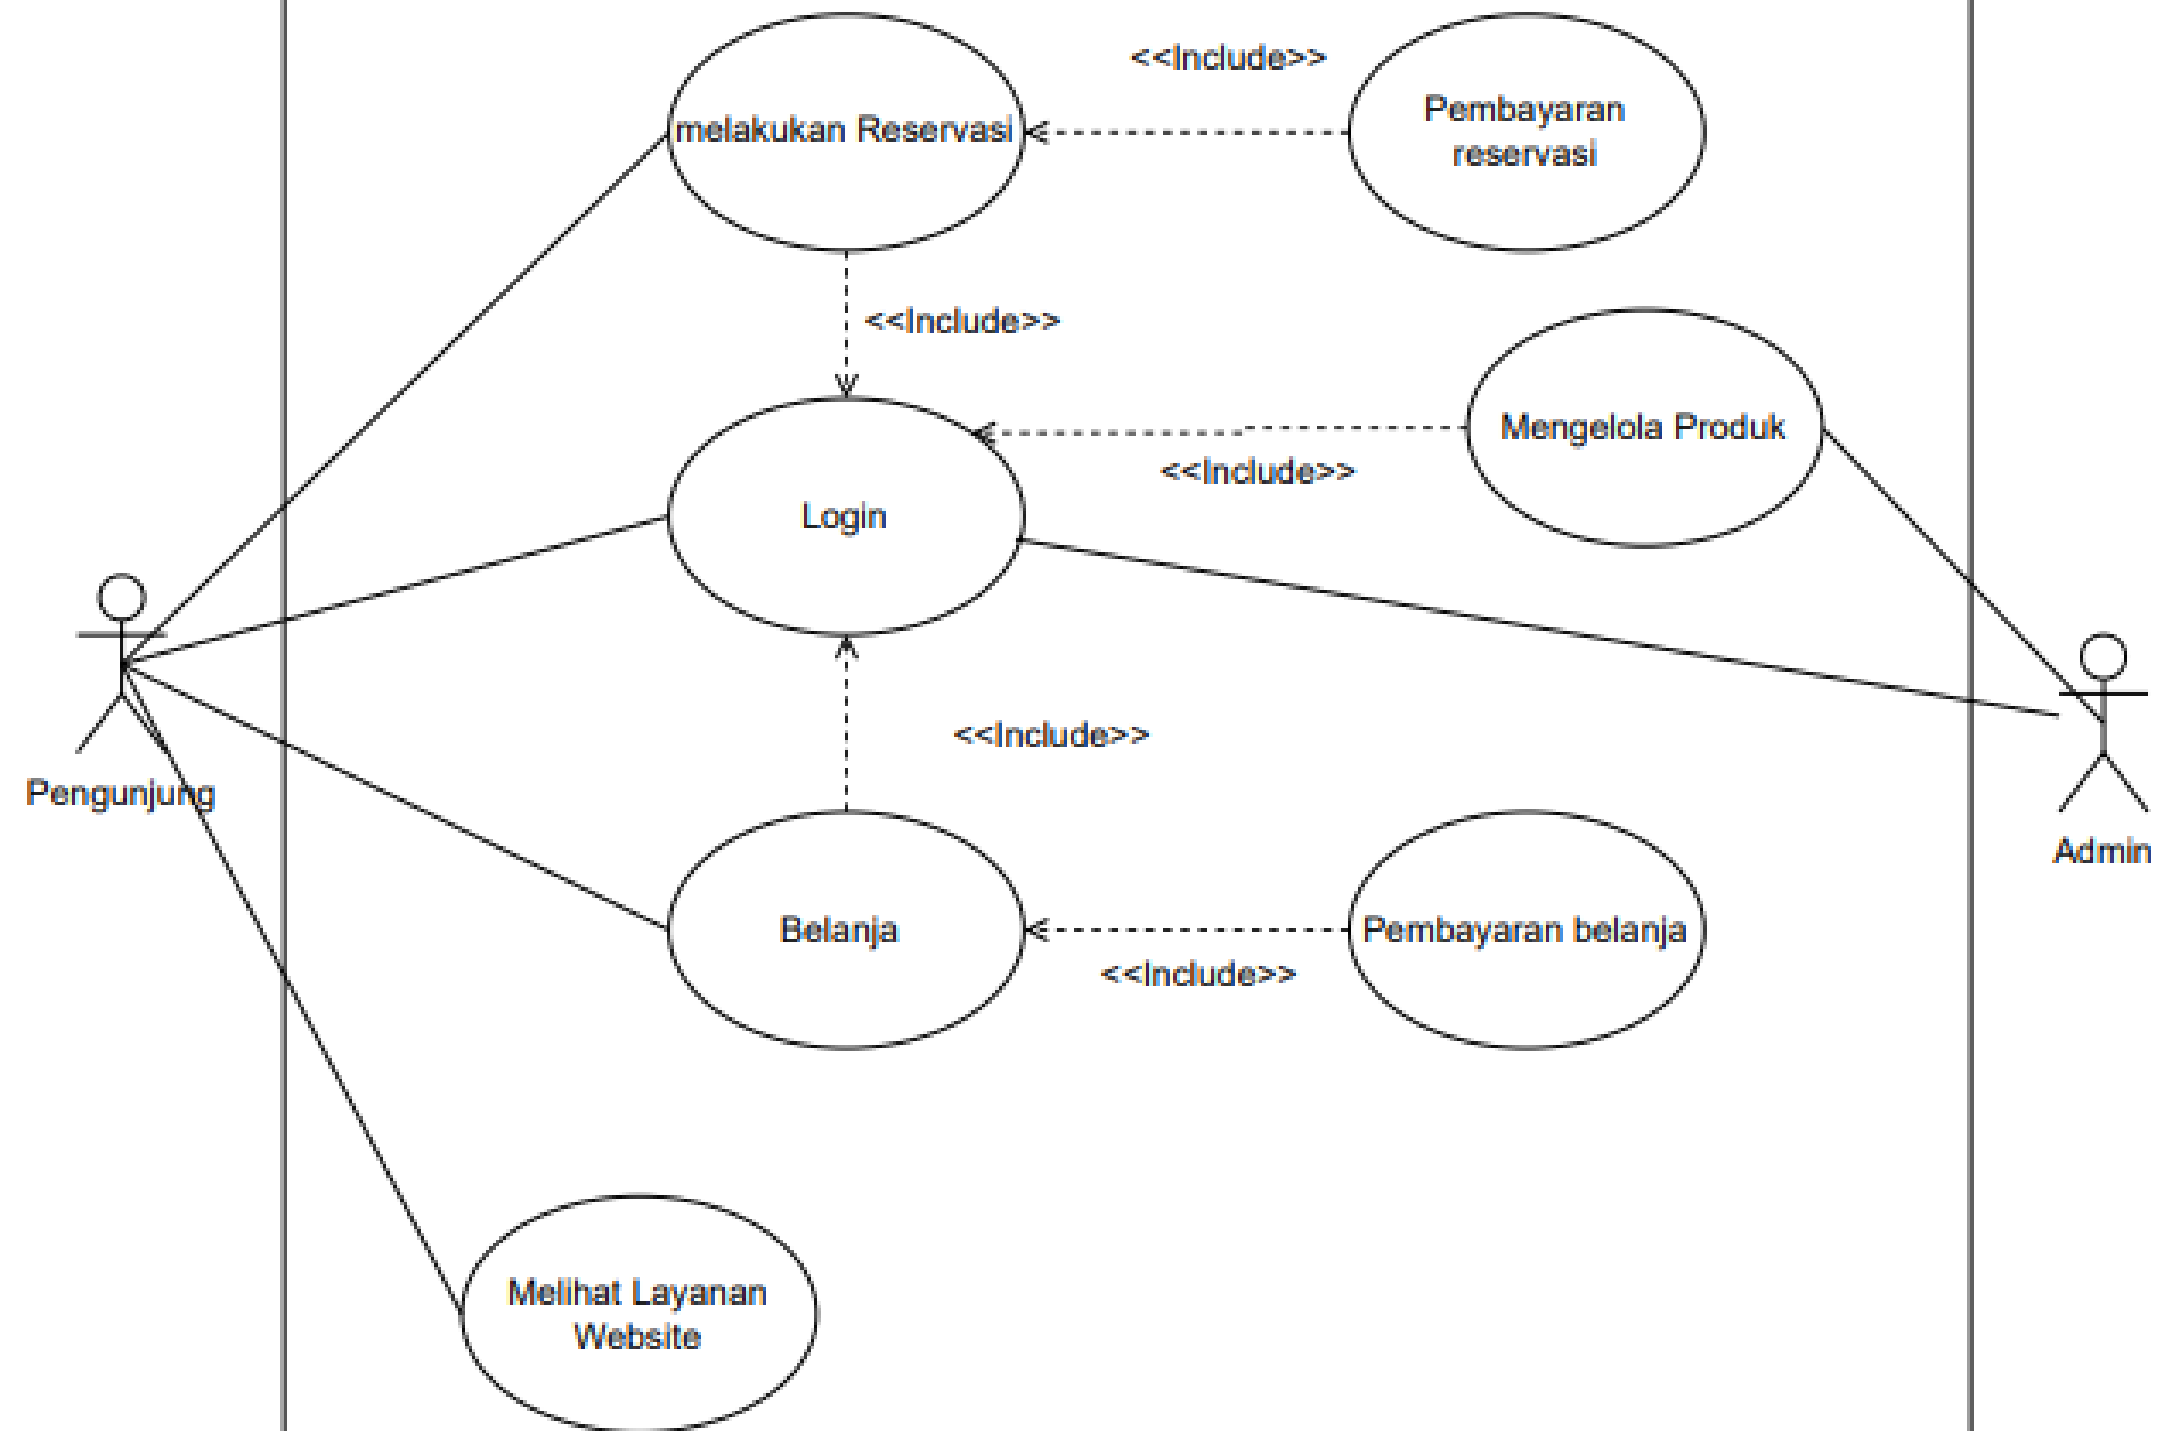 <<Include>>
melakukan Reservasi
Pembayaran
reservasi
<<Include>>
Mengelola Produk
<<Include>>
Login
<<Include>>
Pengunjung
Admin
Belanja
Pembayaran belanja
<<Include>>
Melihat Layanan
Website